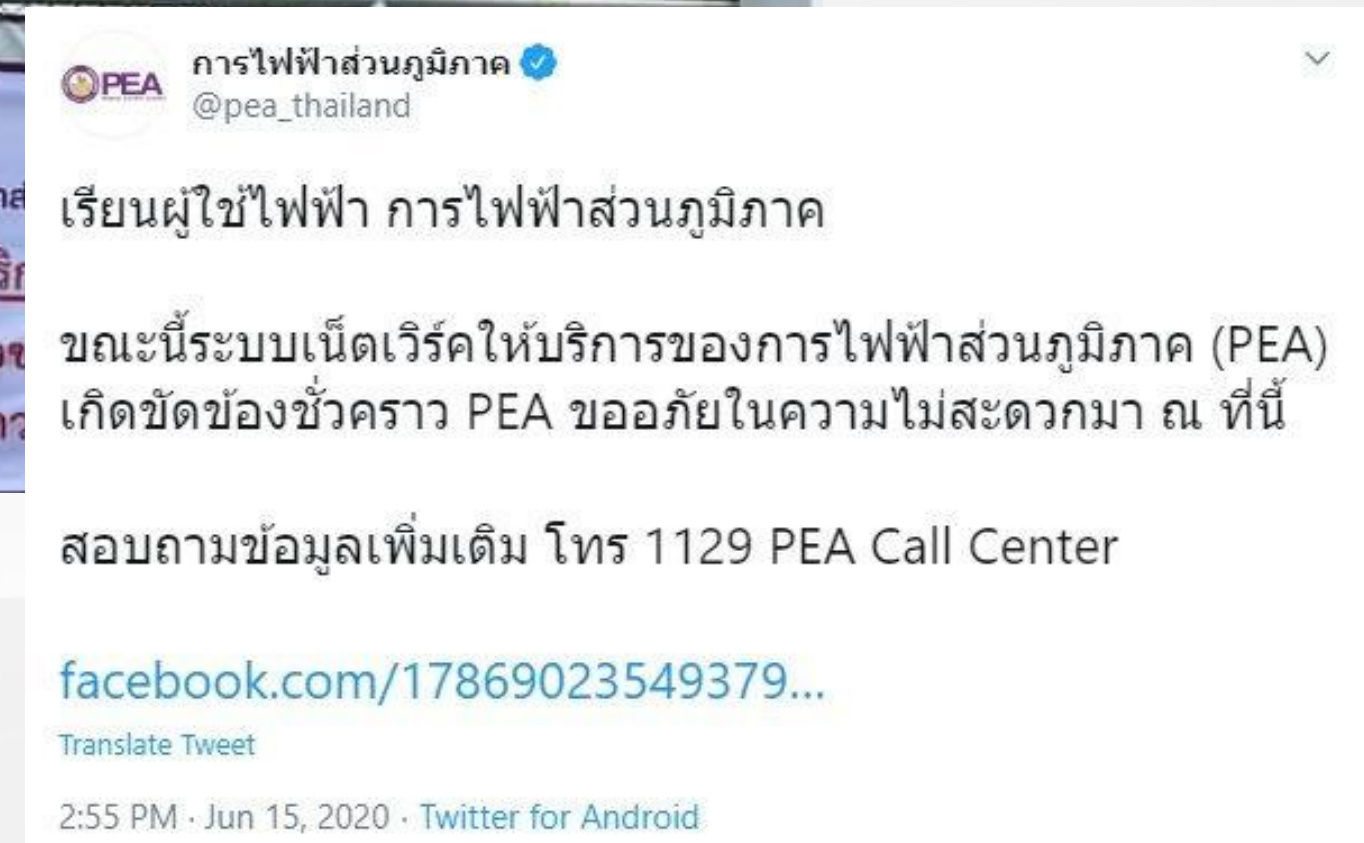 PEA
การไฟฟ้าส่วนภูมิภาค
@pea_thailand
เรียนผู้ใช้ไฟฟ้า การไฟฟ้าส่วนภูมิภาค
ขณะนี้ระบบเน็ตเวิร์คให้บริการของการไฟฟ้าส่วนภูมิภาค (PEA)
เกิดขัดข้องชั่วคราว PEA ขออภัยในความไม่สะดวกมา ณ ที่นี้
สอบถามข้อมูลเพิ่มเติม โทร 1129 PEA Call Center
facebook.com/17869023549379...
Translate Tweet
2:55 PM · Jun 15, 2020 · Twitter for Android